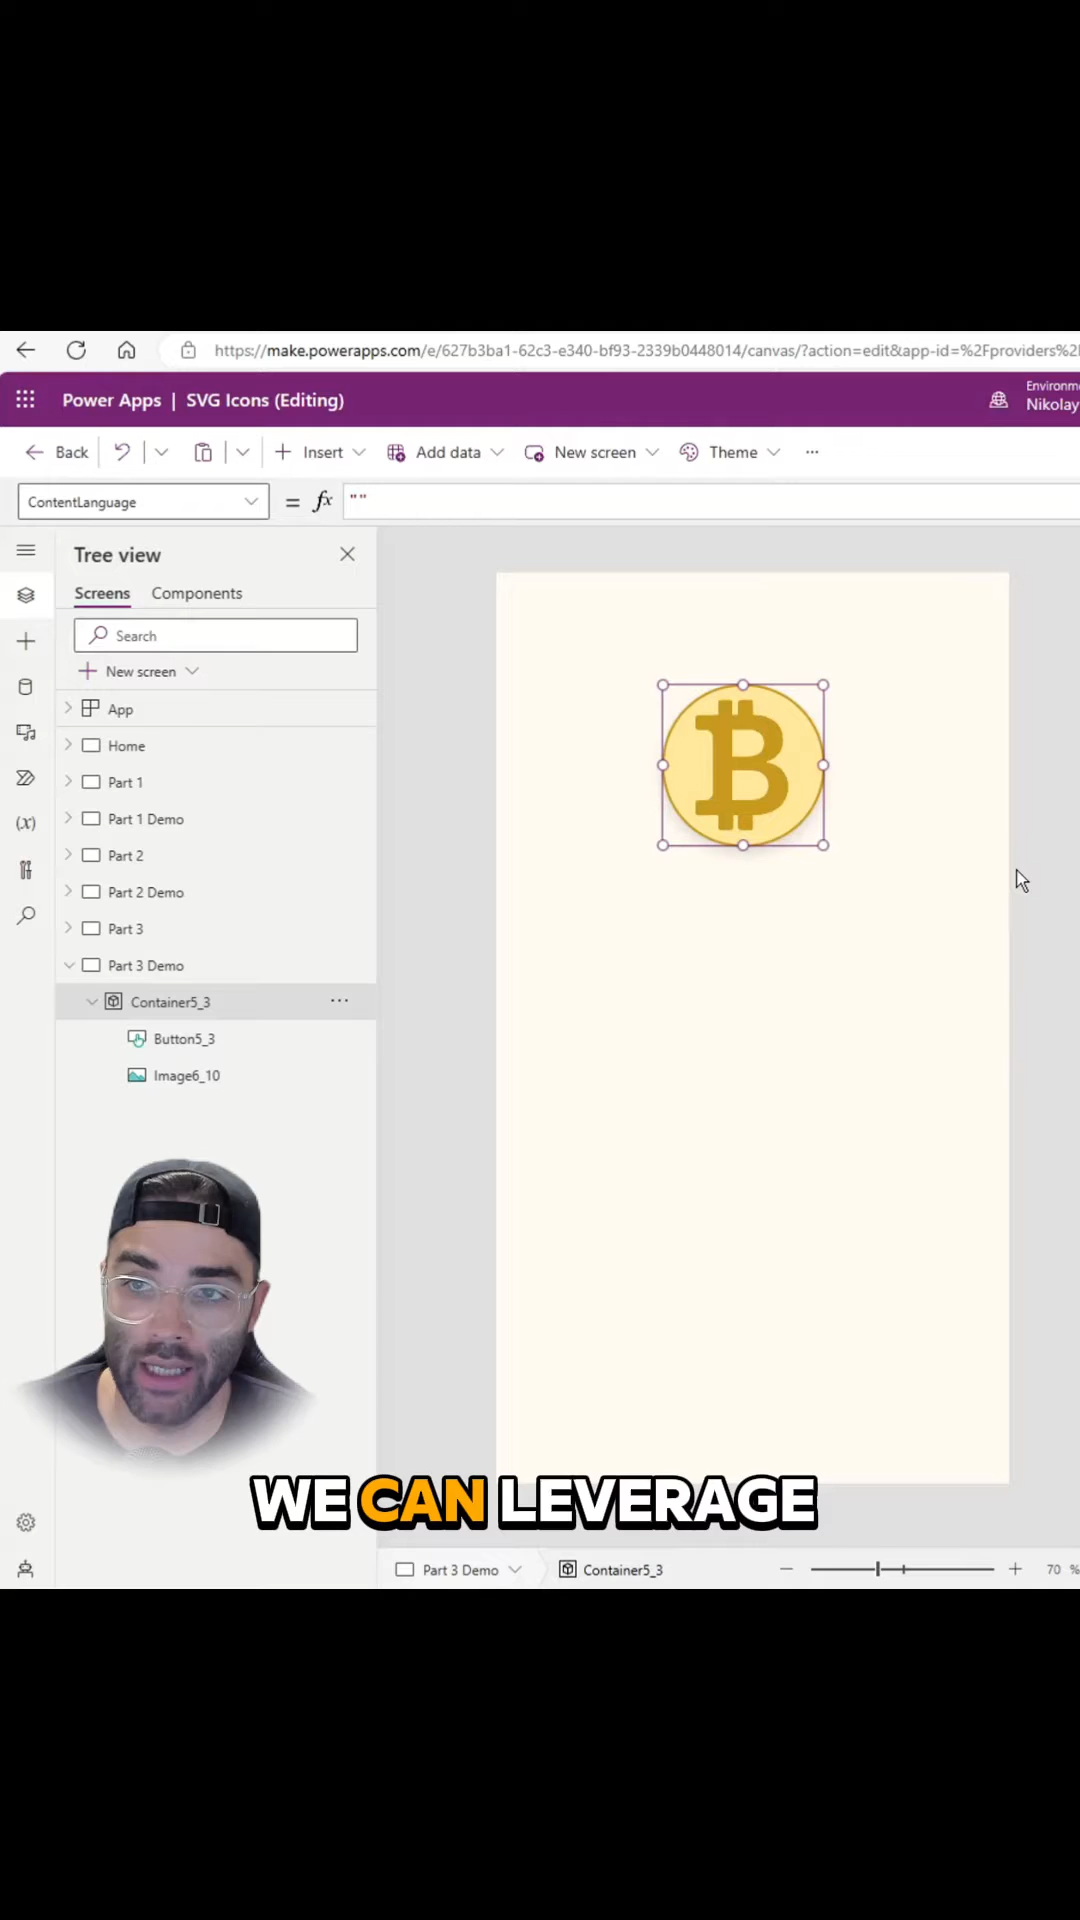 https://make.powerapps.com/e/627b3ba1-62c3-e340-bf93-2339b0448014/canvas/?action=edit&app-id=%2Fproviders%2
Power Apps | SVG Icons (Editing)
Environme
Nikolay
Back
Insert
Add data
New screen
Theme
...
ContentLanguage
= fx ""
Tree view
Screens
Components
Search
New screen
App
Home
Part 1
Part 1 Demo
Part 2
Part 2 Demo
Part 3
Part 3 Demo
Container5_3
...
Button5_3
Image6_10
WE CAN LEVERAGE
Part 3 Demo
Container5_3
70 %